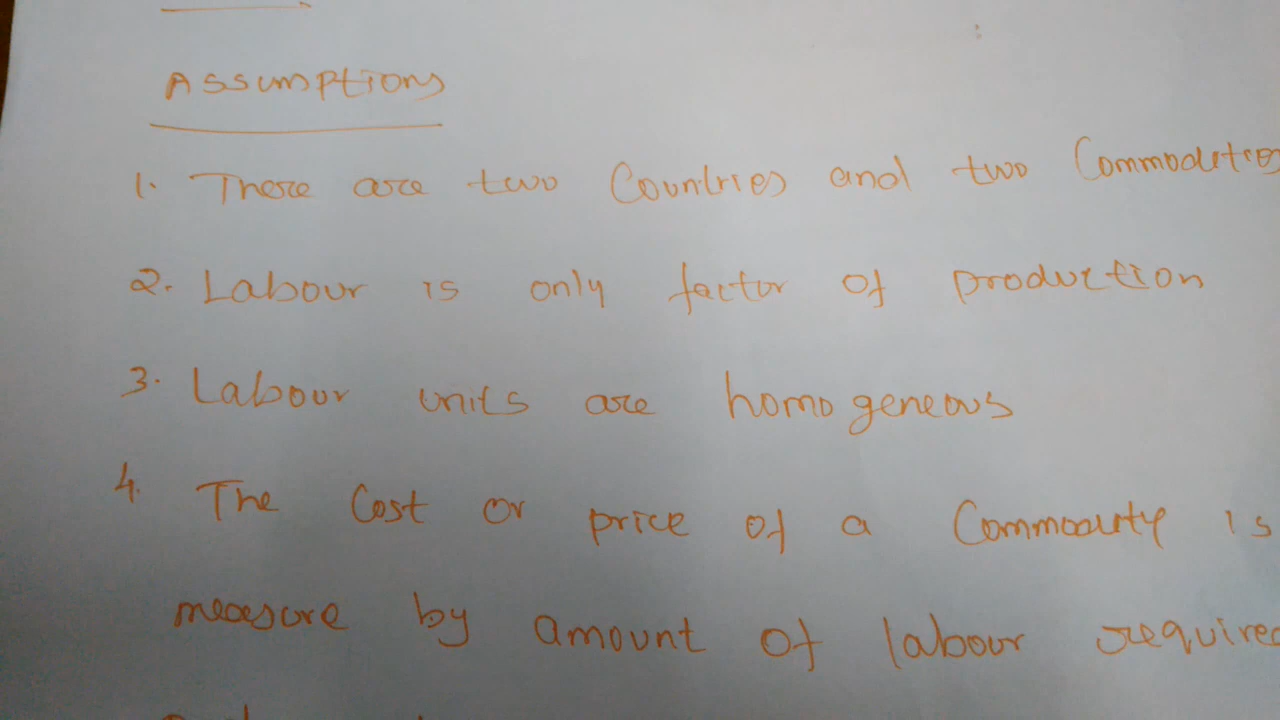 Assumptions
1. There are two Countries and two Commodities
2. Labour is only factor of production
3. Labour units are homogeneous
4. The Cost or price of a Commodity is
measure by amount of labour require